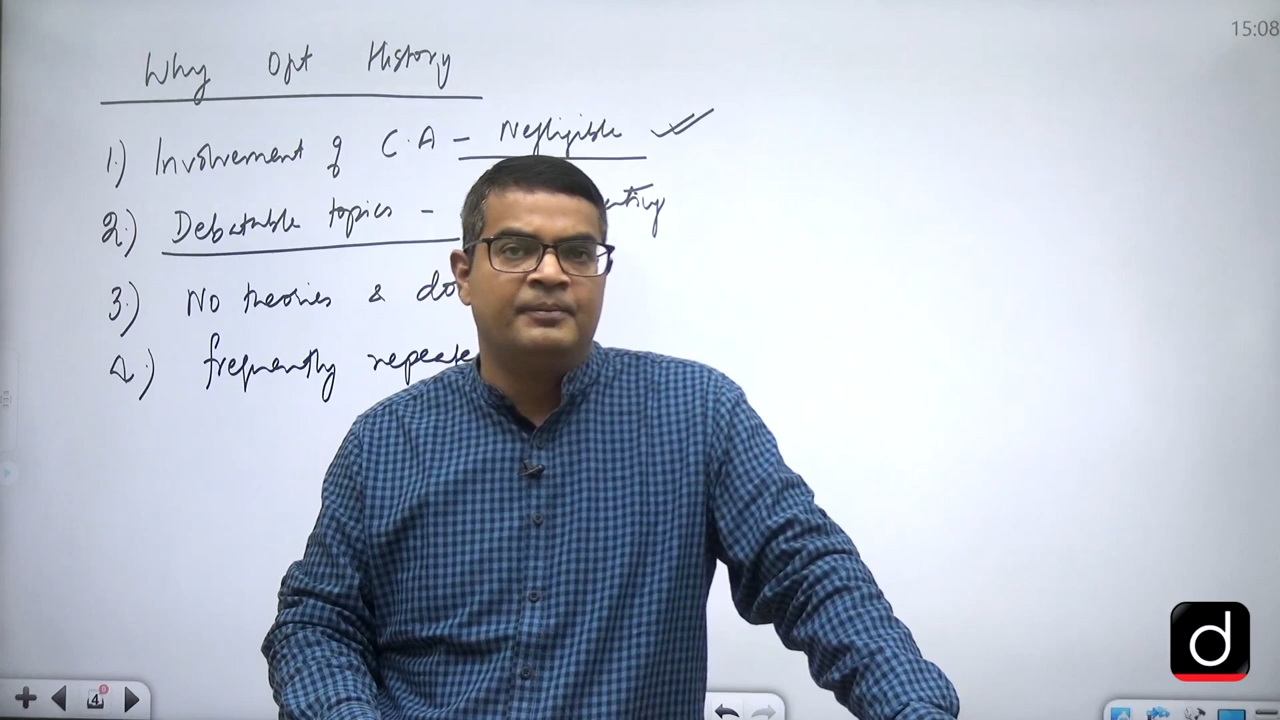 15:08
Why Opt History
1.) Involvement of C.A – Negligible
2.) Debatable topics –
3.) No theories &
4.) frequently
d
4